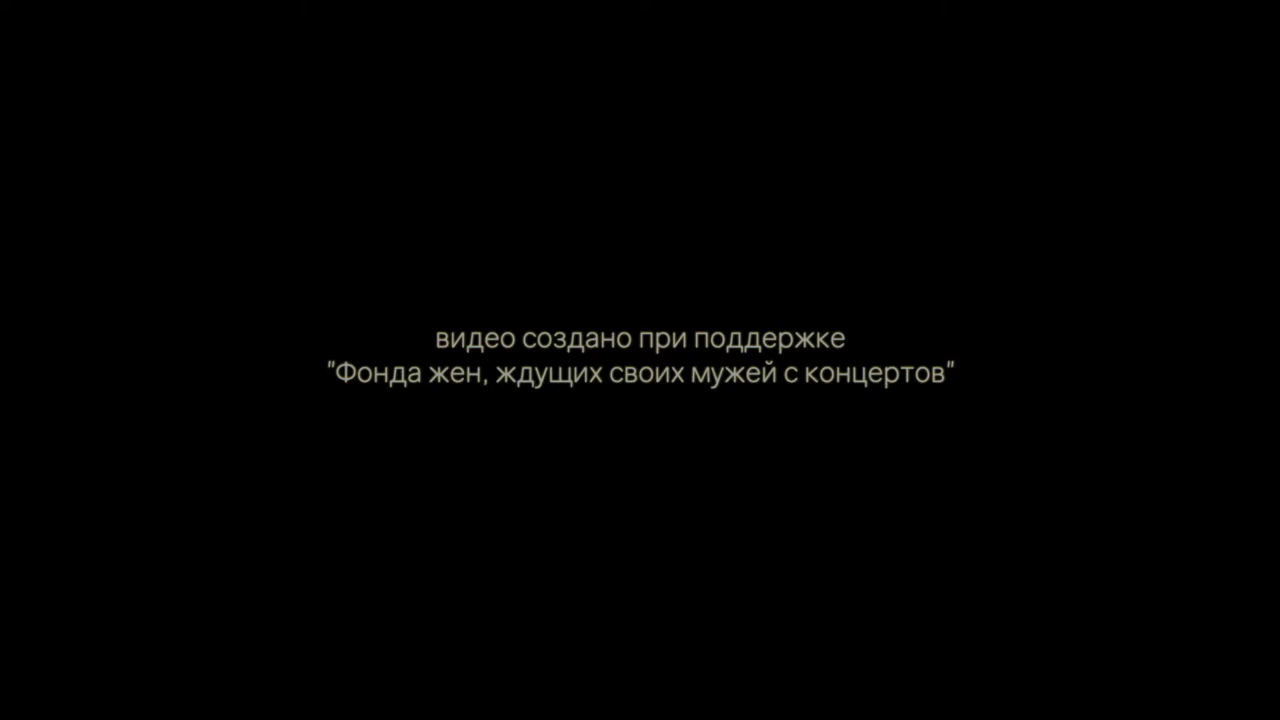 видео создано при поддержке
"Фонда жен, ждущих своих мужей с концертов"